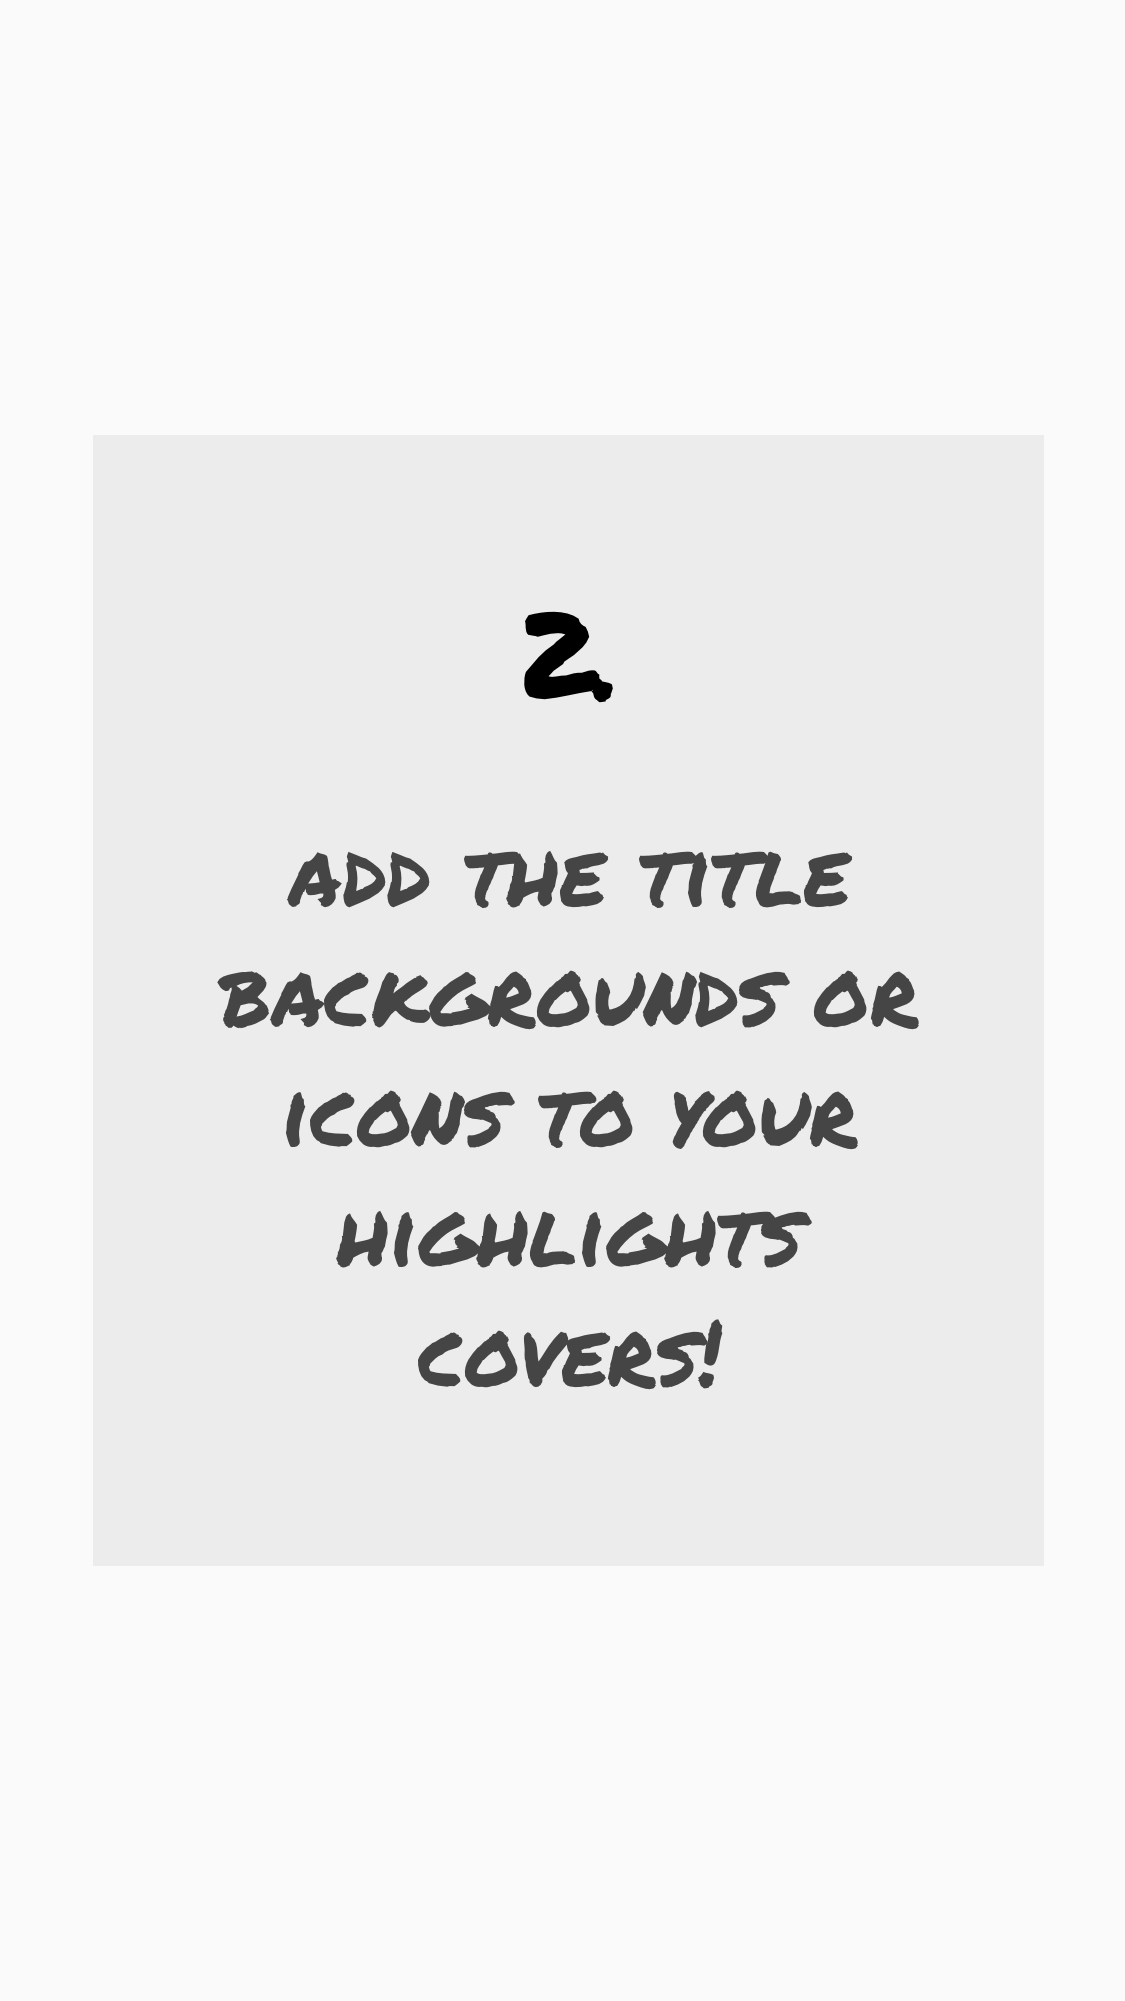 2.
ADD THE TITLE
BACKGROUNDS OR
ICONS TO YOUR
HIGHLIGHTS
COVERS!